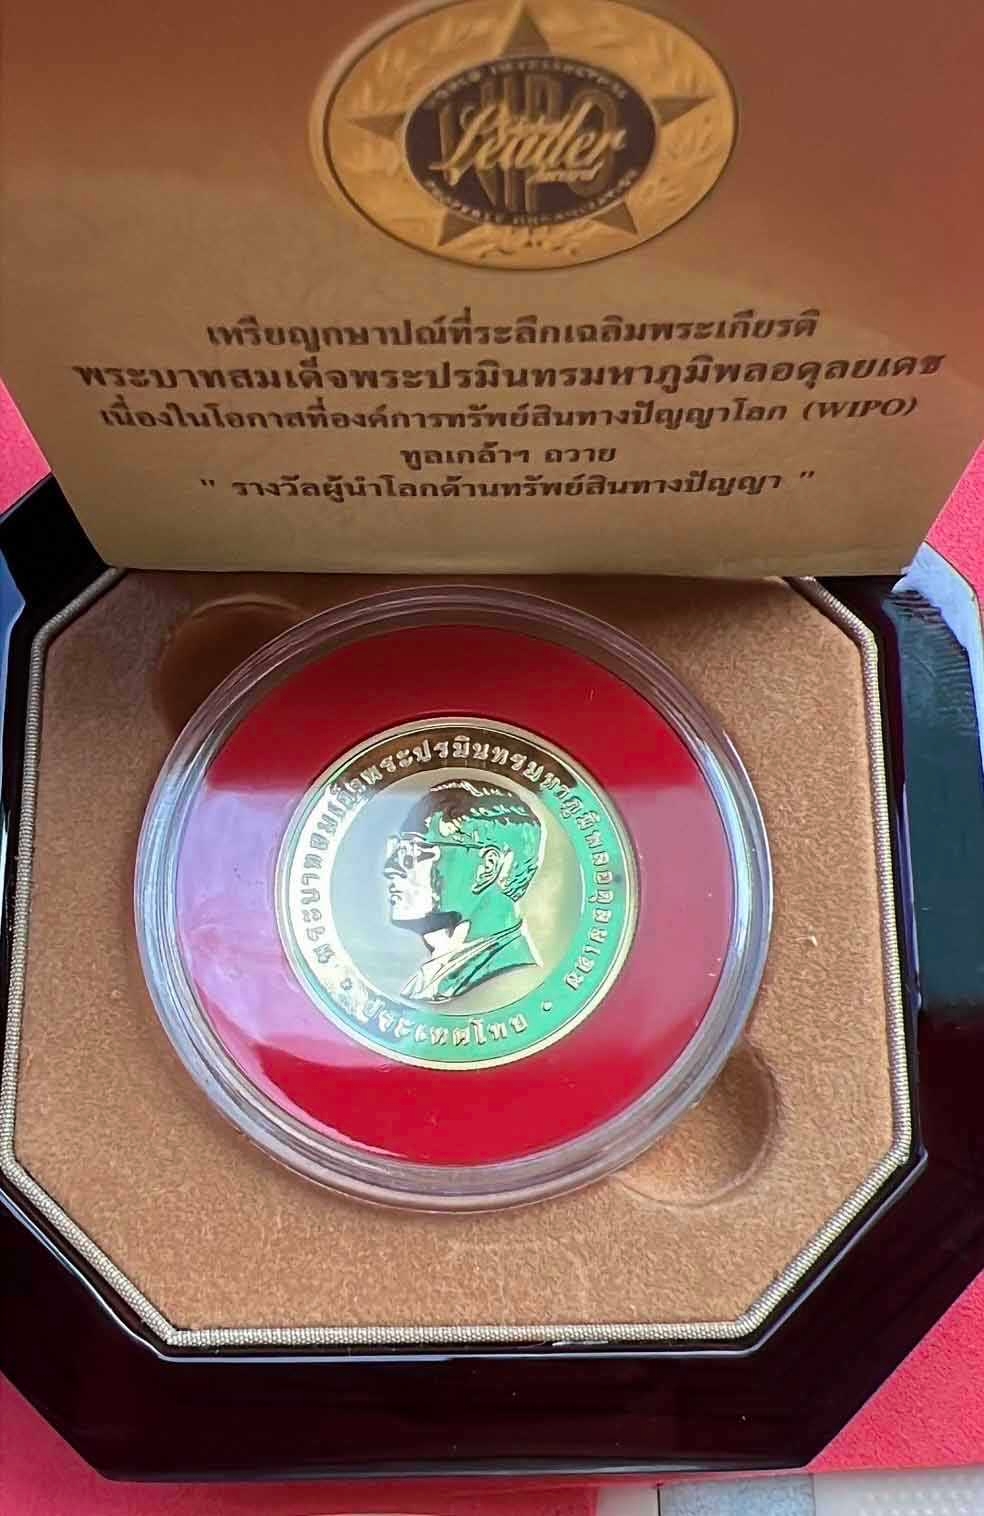 WORLD INTELLECTUAL
WIPO
Leader
Award
PROPERTY ORGANIZATION
เหรียญกษาปณ์ที่ระลึกเฉลิมพระเกียรติ
พระบาทสมเด็จพระปรมินทรมหาภูมิพลอดุลยเดช
เนื่องในโอกาสที่องค์การทรัพย์สินทางปัญญาโลก (WIPO)
ทูลเกล้าฯ ถวาย
" รางวัลผู้นำโลกด้านทรัพย์สินทางปัญญา "
พระบาทสมเด็จพระปรมินทรมหาภูมิพลอดุลยเดช
ประเทศไทย